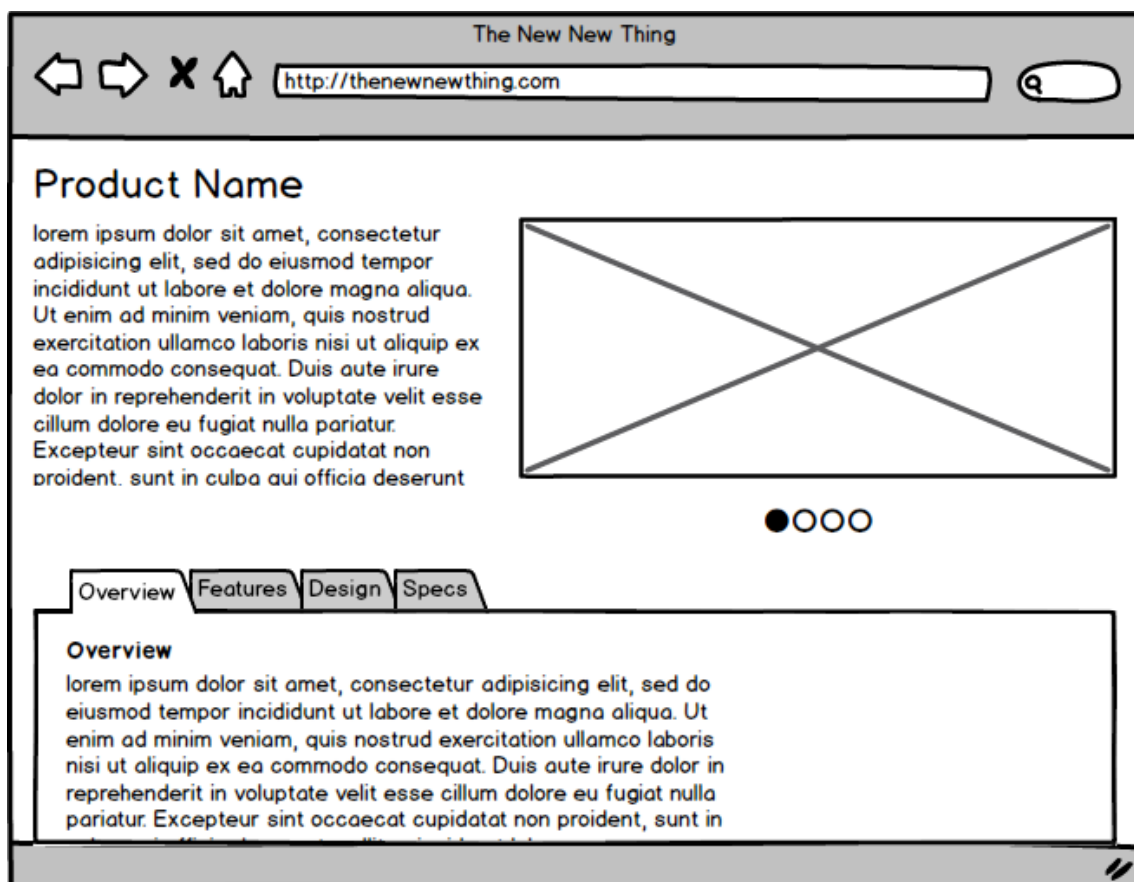 The New New Thing
http://thenewnewthing.com
Product Name
lorem ipsum dolor sit amet, consectetur
adipisicing elit, sed do eiusmod tempor
incididunt ut labore et dolore magna aliqua.
Ut enim ad minim veniam, quis nostrud
exercitation ullamco laboris nisi ut aliquip ex
ea commodo consequat. Duis aute irure
dolor in reprehenderit in voluptate velit esse
cillum dolore eu fugiat nulla pariatur.
Excepteur sint occaecat cupidatat non
proident, sunt in culpa qui officia deserunt
Overview Features Design Specs
Overview
lorem ipsum dolor sit amet, consectetur adipisicing elit, sed do
eiusmod tempor incididunt ut labore et dolore magna aliqua. Ut
enim ad minim veniam, quis nostrud exercitation ullamco laboris
nisi ut aliquip ex ea commodo consequat. Duis aute irure dolor in
reprehenderit in voluptate velit esse cillum dolore eu fugiat nulla
pariatur. Excepteur sint occaecat cupidatat non proident, sunt in